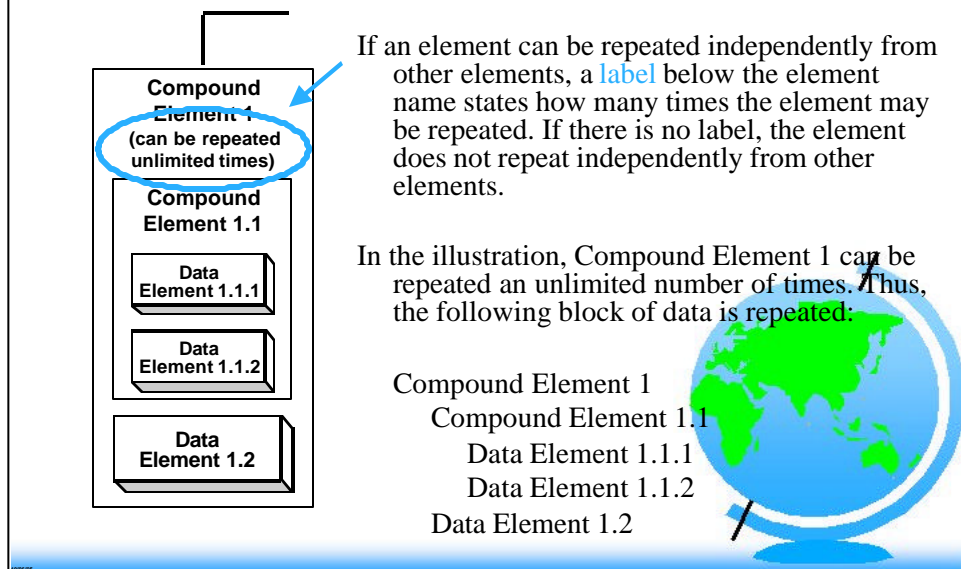 Compound
Element 1
(can be repeated
unlimited times)
Compound
Element 1.1
Data
Element 1.1.1
Data
Element 1.1.2
Data
Element 1.2
If an element can be repeated independently from
other elements, a label below the element
name states how many times the element may
be repeated. If there is no label, the element
does not repeat independently from other
elements.
In the illustration, Compound Element 1 can be
repeated an unlimited number of times. Thus,
the following block of data is repeated:
Compound Element 1
Compound Element 1.1
Data Element 1.1.1
Data Element 1.1.2
Data Element 1.2